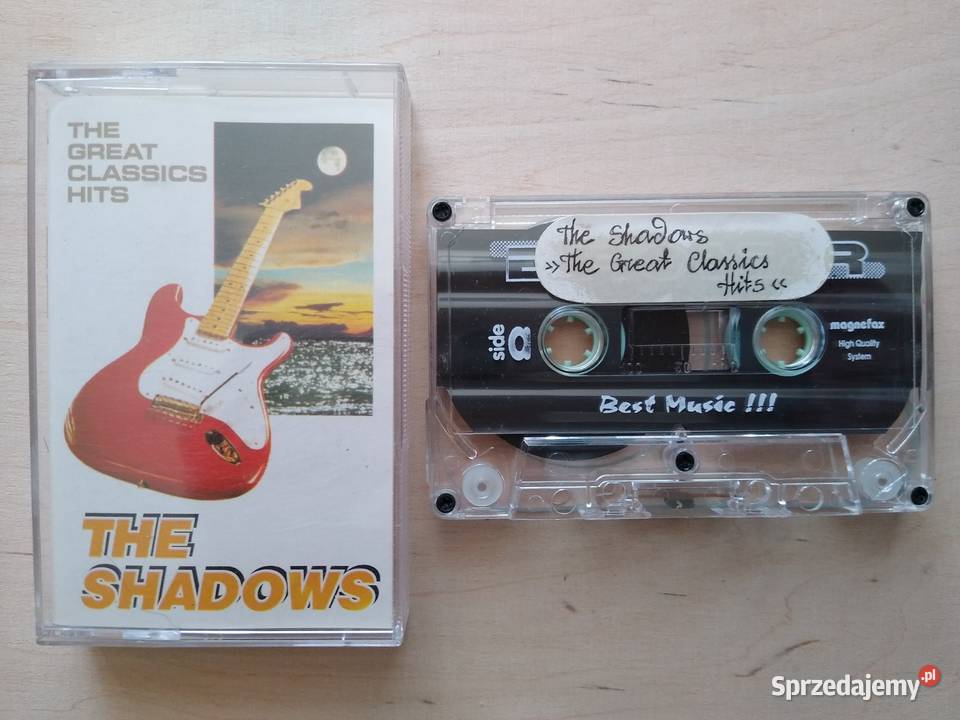 THE
GREAT
CLASSICS
HITS
THE
SHADOWS
The Shadows
»The Great Classics
Hits«
side
magnefax
High Quality
System
Best Music !!!
Sprzedajemy.pl